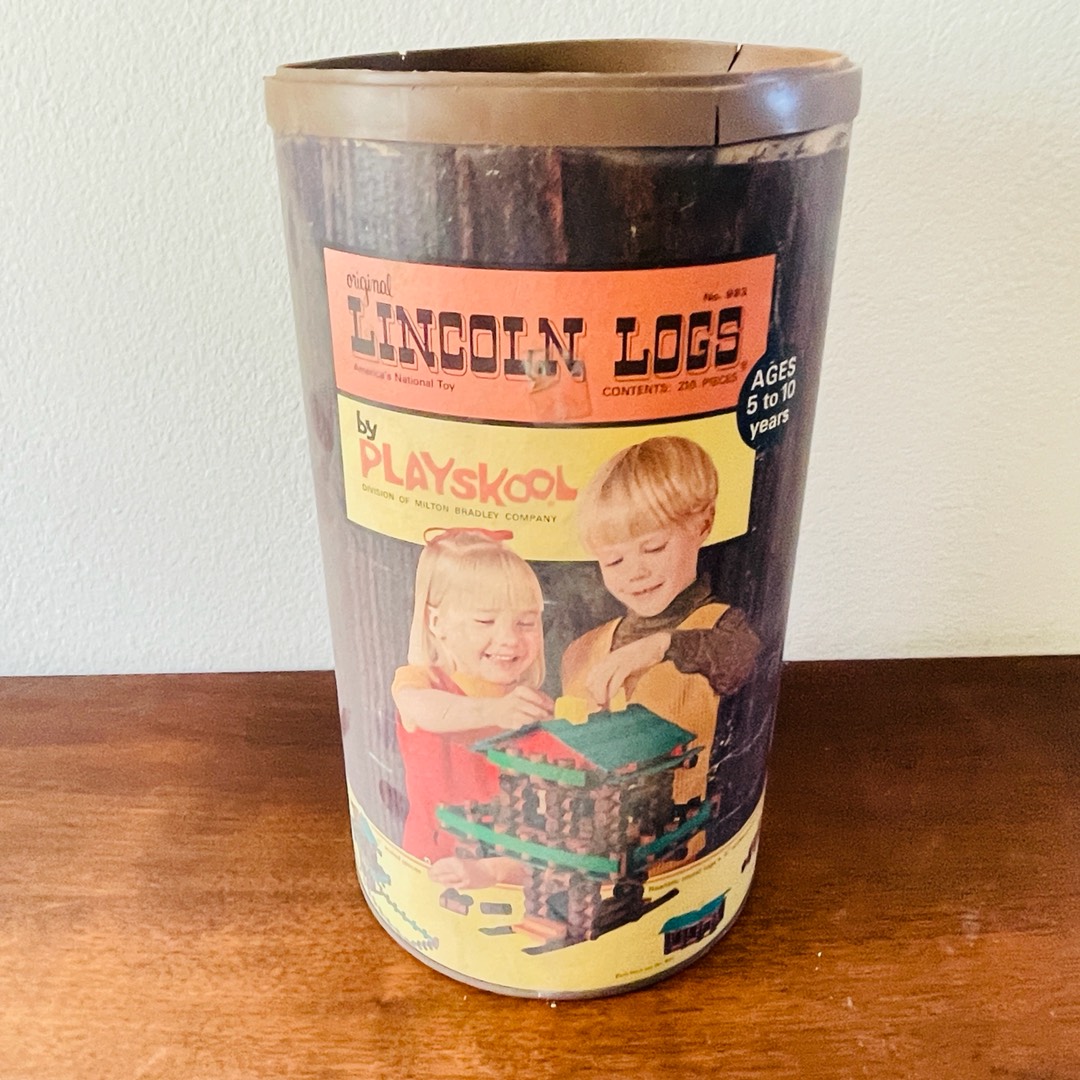 original
No. 883
LINCOLN LOGS®
America's National Toy
CONTENTS: 210 PIECES
AGES
5 to 10
years
by
PLAYSKOOL
DIVISION OF MILTON BRADLEY COMPANY